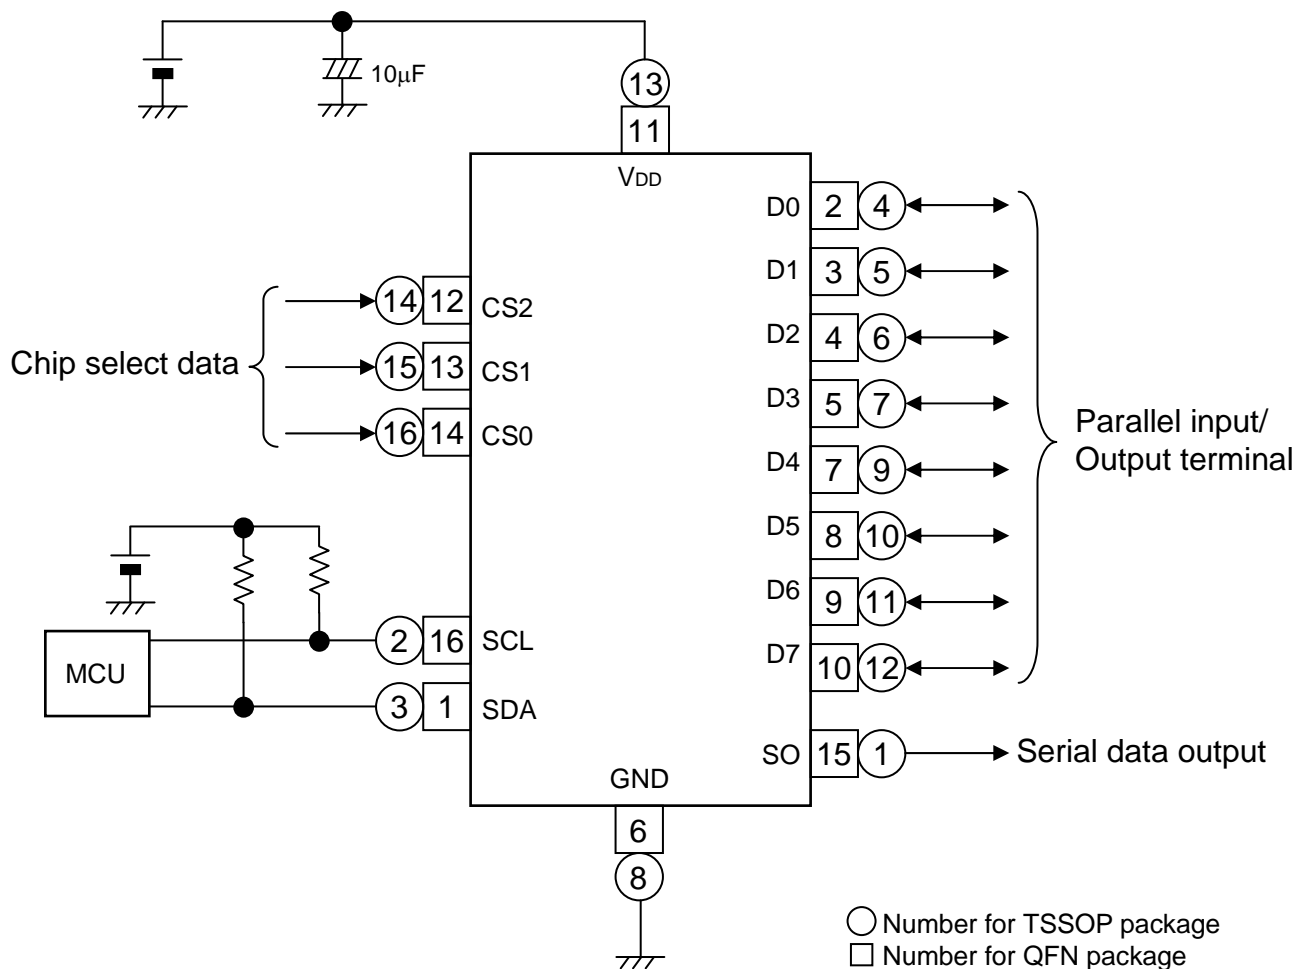 10µF
13
11
VDD
D0 2 4
D1 3 5
14 12 CS2
D2 4 6
Chip select data
15 13 CS1
D3 5 7
Parallel input/
Output terminal
16 14 CS0
D4 7 9
D5 8 10
D6 9 11
MCU
2 16 SCL
D7 10 12
3 1 SDA
SO 15 1 Serial data output
GND
6
8
Number for TSSOP package
Number for QFN package